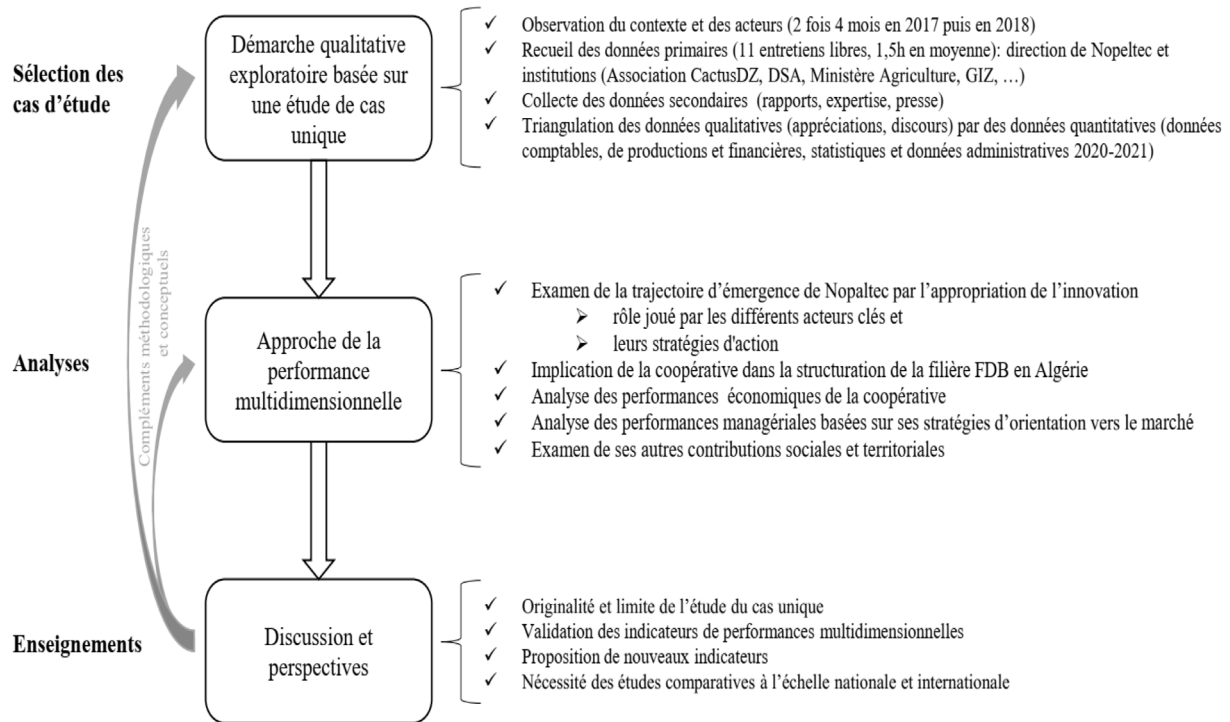 Sélection des
cas d'étude
Démarche qualitative
exploratoire basée sur
une étude de cas
unique
✓ Observation du contexte et des acteurs (2 fois 4 mois en 2017 puis en 2018)
✓ Recueil des données primaires (11 entretiens libres, 1,5h en moyenne): direction de Nopeltec et
institutions (Association CactusDZ, DSA, Ministère Agriculture, GIZ, …)
✓ Collecte des données secondaires (rapports, expertise, presse)
✓ Triangulation des données qualitatives (appréciations, discours) par des données quantitatives (données
comptables, de productions et financières, statistiques et données administratives 2020-2021)
Compléments méthodologiques
et conceptuels
Analyses
Approche de la
performance
multidimensionnelle
✓ Examen de la trajectoire d'émergence de Nopaltec par l'appropriation de l'innovation
➢ rôle joué par les différents acteurs clés et
➢ leurs stratégies d'action
✓ Implication de la coopérative dans la structuration de la filière FDB en Algérie
✓ Analyse des performances économiques de la coopérative
✓ Analyse des performances managériales basées sur ses stratégies d'orientation vers le marché
✓ Examen de ses autres contributions sociales et territoriales
Enseignements
Discussion et
perspectives
✓ Originalité et limite de l'étude du cas unique
✓ Validation des indicateurs de performances multidimensionnelles
✓ Proposition de nouveaux indicateurs
✓ Nécessité des études comparatives à l'échelle nationale et internationale